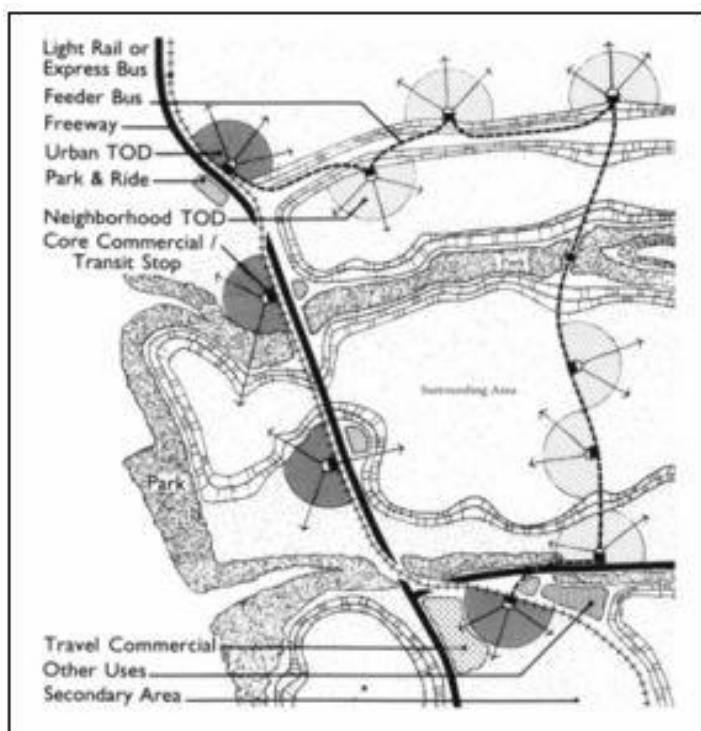 Light Rail or
Express Bus
Feeder Bus
Freeway
Urban TOD
Park & Ride
Neighborhood TOD
Core Commercial /
Transit Stop
Park
Surrounding Area
Park
Travel Commercial
Other Uses
Secondary Area